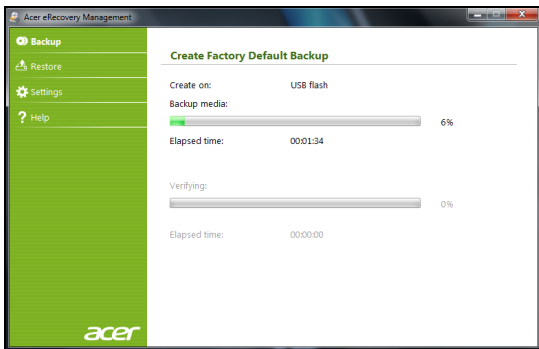 Acer eRecovery Management
Backup
Restore
Settings
Help
Create Factory Default Backup
Create on: USB flash
Backup media:
6%
Elapsed time: 00:01:34
Verifying:
0%
Elapsed time: 00:00:00
acer